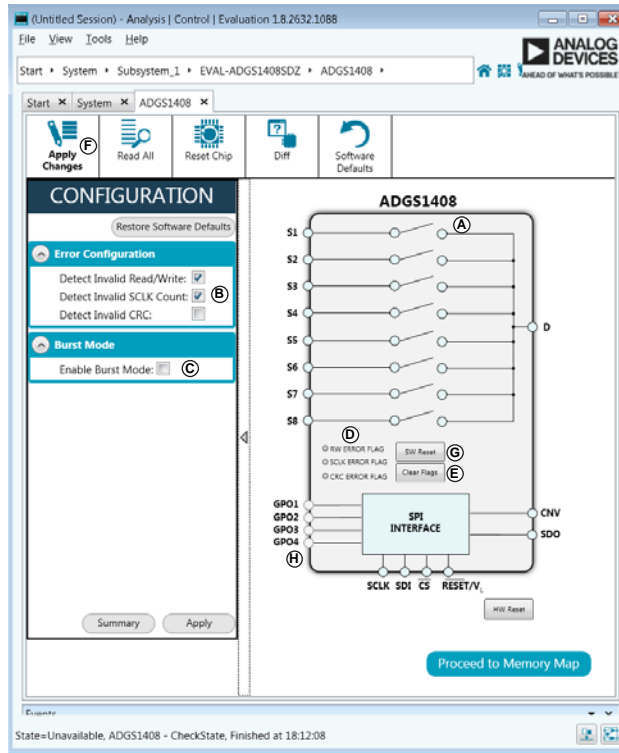 (Untitled Session) - Analysis | Control | Evaluation 1.8.2632.1088
File View Tools Help
ANALOG
DEVICES
AHEAD OF WHAT'S POSSIBLE
Start System Subsystem_1 EVAL-ADGS1408SDZ ADGS1408
Start System ADGS1408
Apply Changes F
Read All
Reset Chip
Diff
Software Defaults
CONFIGURATION
Restore Software Defaults
Error Configuration
Detect Invalid Read/Write:
Detect Invalid SCLK Count: B
Detect Invalid CRC:
Burst Mode
Enable Burst Mode: C
Summary Apply
ADGS1408
S1 A
S2
S3
S4
D
S5
S6
S7
S8
D
RW ERROR FLAG SW Reset G
SCLK ERROR FLAG
CRC ERROR FLAG Clear Flags E
GPO1
GPO2
GPO3
GPO4
H
SPI
INTERFACE
CNV
SDO
SCLK SDI CS RESET/VL
HW Reset
Proceed to Memory Map
Events
State=Unavailable, ADGS1408 - CheckState, Finished at 18:12:08